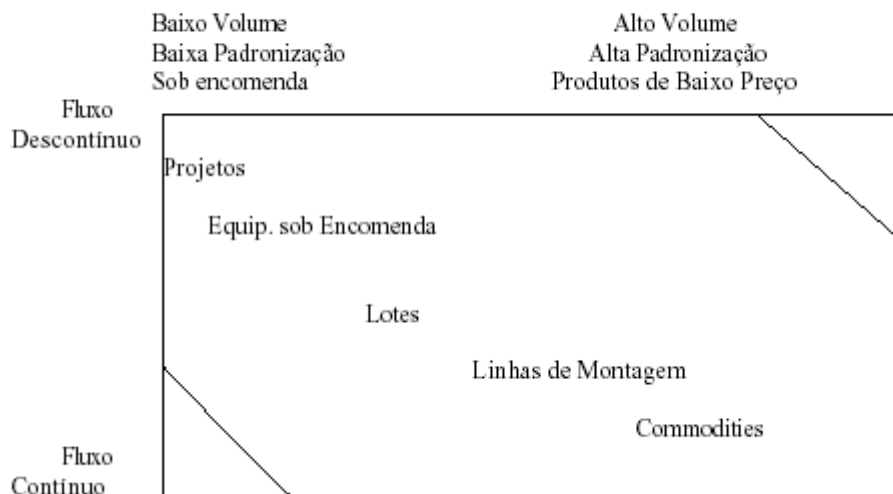 Baixo Volume
Baixa Padronização
Sob encomenda
Alto Volume
Alta Padronização
Produtos de Baixo Preço
Fluxo
Descontínuo
Projetos
Equip. sob Encomenda
Lotes
Linhas de Montagem
Commodities
Fluxo
Contínuo